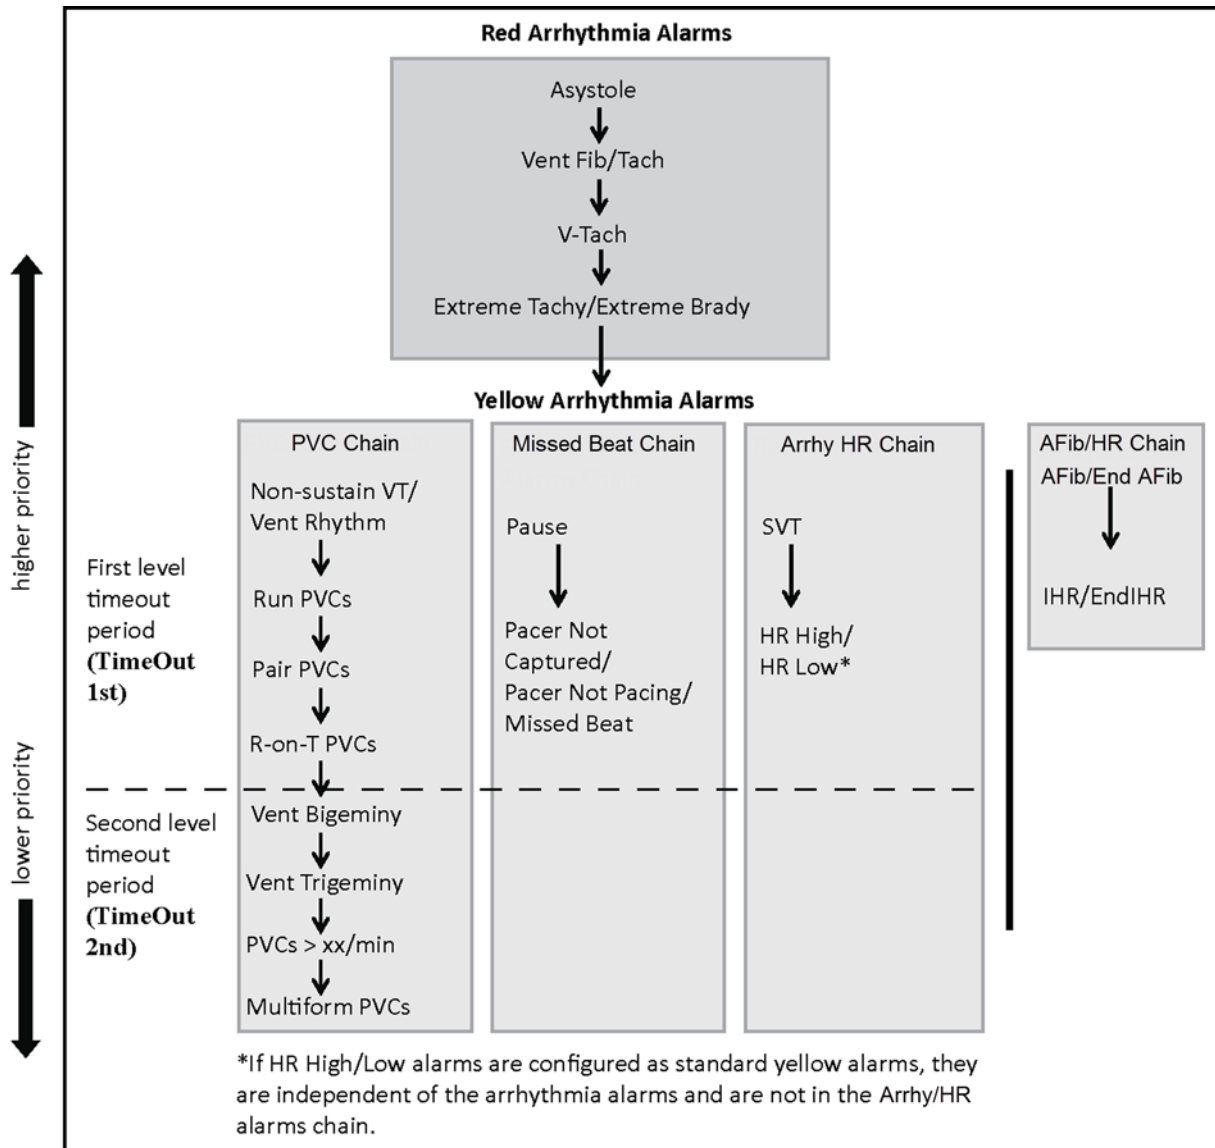 Red Arrhythmia Alarms
Asystole
Vent Fib/Tach
V-Tach
Extreme Tachy/Extreme Brady
Yellow Arrhythmia Alarms
higher priority
lower priority
First level
timeout
period
(TimeOut
1st)
Second level
timeout
period
(TimeOut
2nd)
PVC Chain
Non-sustain VT/
Vent Rhythm
Run PVCs
Pair PVCs
R-on-T PVCs
Vent Bigeminy
Vent Trigeminy
PVCs > xx/min
Multiform PVCs
Missed Beat Chain
Pause
Pacer Not
Captured/
Pacer Not Pacing/
Missed Beat
Arrhy HR Chain
SVT
HR High/
HR Low*
AFib/HR Chain
AFib/End AFib
IHR/EndIHR
*If HR High/Low alarms are configured as standard yellow alarms, they
are independent of the arrhythmia alarms and are not in the Arrhy/HR
alarms chain.